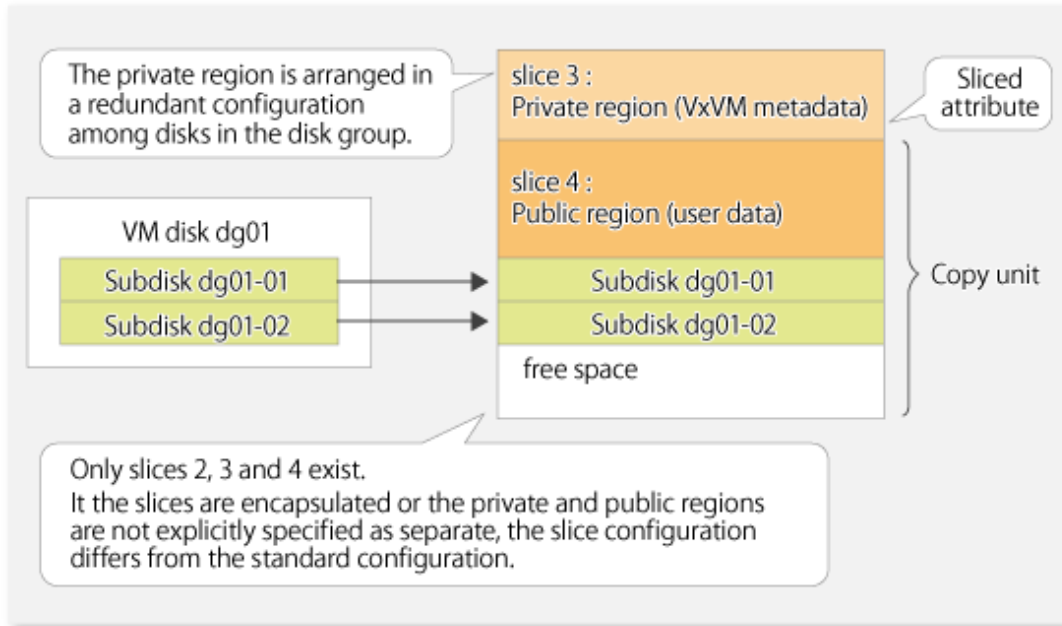 The private region is arranged in
a redundant configuration
among disks in the disk group.
slice 3 :
Private region (VxVM metadata)
Sliced
attribute
slice 4 :
Public region (user data)
VM disk dg01
Subdisk dg01-01
Subdisk dg01-02
Subdisk dg01-01
Subdisk dg01-02
free space
Copy unit
Only slices 2, 3 and 4 exist.
It the slices are encapsulated or the private and public regions
are not explicitly specified as separate, the slice configuration
differs from the standard configuration.